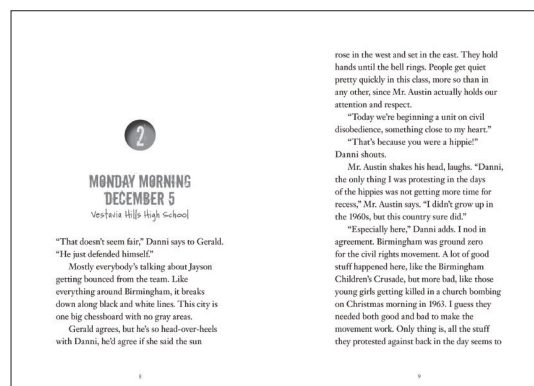 2
MONDAY MORNING
DECEMBER 5
Vestavia Hills High School
“That doesn’t seem fair,” Danni says to Gerald.
“He just defended himself.”
Mostly everybody’s talking about Jayson
getting bounced from the team. Like
everything around Birmingham, it breaks
down along black and white lines. This city is
one big chessboard with no gray areas.
Gerald agrees, but he’s so head-over-heels
with Danni, he’d agree if she said the sun
rose in the west and set in the east. They hold
hands until the bell rings. People get quiet
pretty quickly in this class, more so than in
any other, since Mr. Austin actually holds our
attention and respect.
“Today we’re beginning a unit on civil
disobedience, something close to my heart.”
“That’s because you were a hippie!”
Danni shouts.
Mr. Austin shakes his head, laughs. “Danni,
the only thing I was protesting in the days
of the hippies was not getting more time for
recess,” Mr. Austin says. “I didn’t grow up in
the 1960s, but this country sure did.”
“Especially here,” Danni adds. I nod in
agreement. Birmingham was ground zero
for the civil rights movement. A lot of good
stuff happened here, like the Birmingham
Children’s Crusade, but more bad, like those
young girls getting killed in a church bombing
on Christmas morning in 1963. I guess they
needed both good and bad to make the
movement work. Only thing is, all the stuff
they protested against back in the day seems to
9